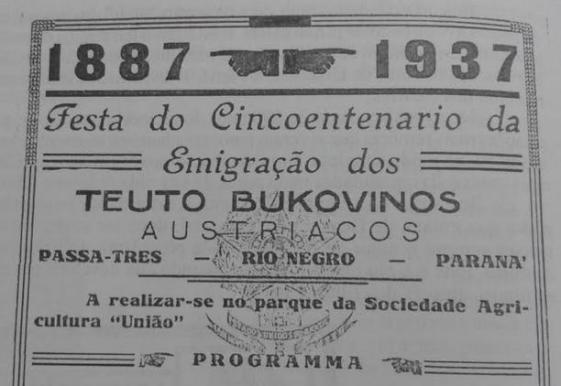 1887 1937
Festa do Cincoentenario da
Emigração dos
TEUTO BUKOVINOS
AUSTRIACOS
PASSA-TRES — RIO NEGRO — PARANA'
A realizar-se no parque da Sociedade Agri-
cultura "União"
PROGRAMMA